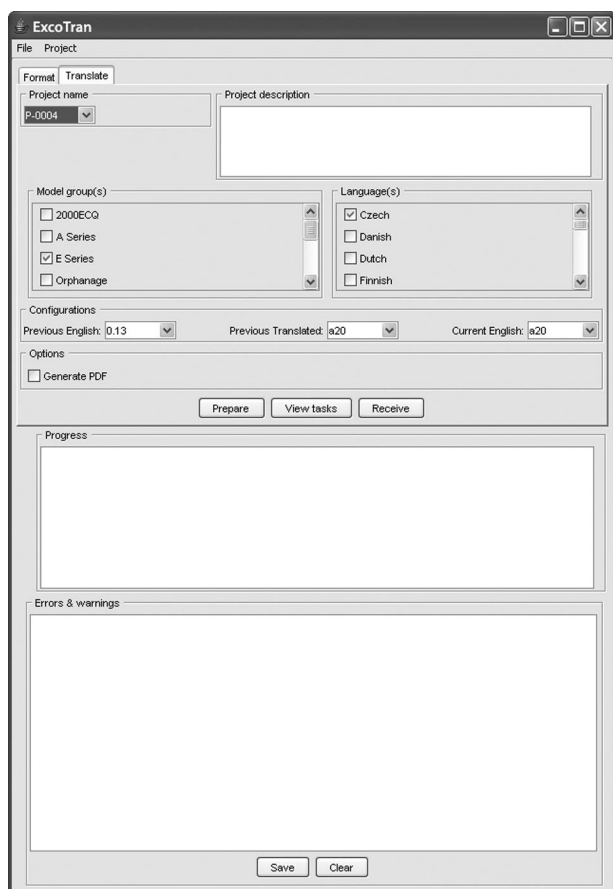 ExcoTran
File Project
Format Translate
Project name
P-0004
Project description
Model group(s)
2000ECQ
A Series
E Series
Orphanage
Language(s)
Czech
Danish
Dutch
Finnish
Configurations
Previous English: 0.13 Previous Translated: a20 Current English: a20
Options
Generate PDF
Prepare View tasks Receive
Progress
Errors & warnings
Save Clear